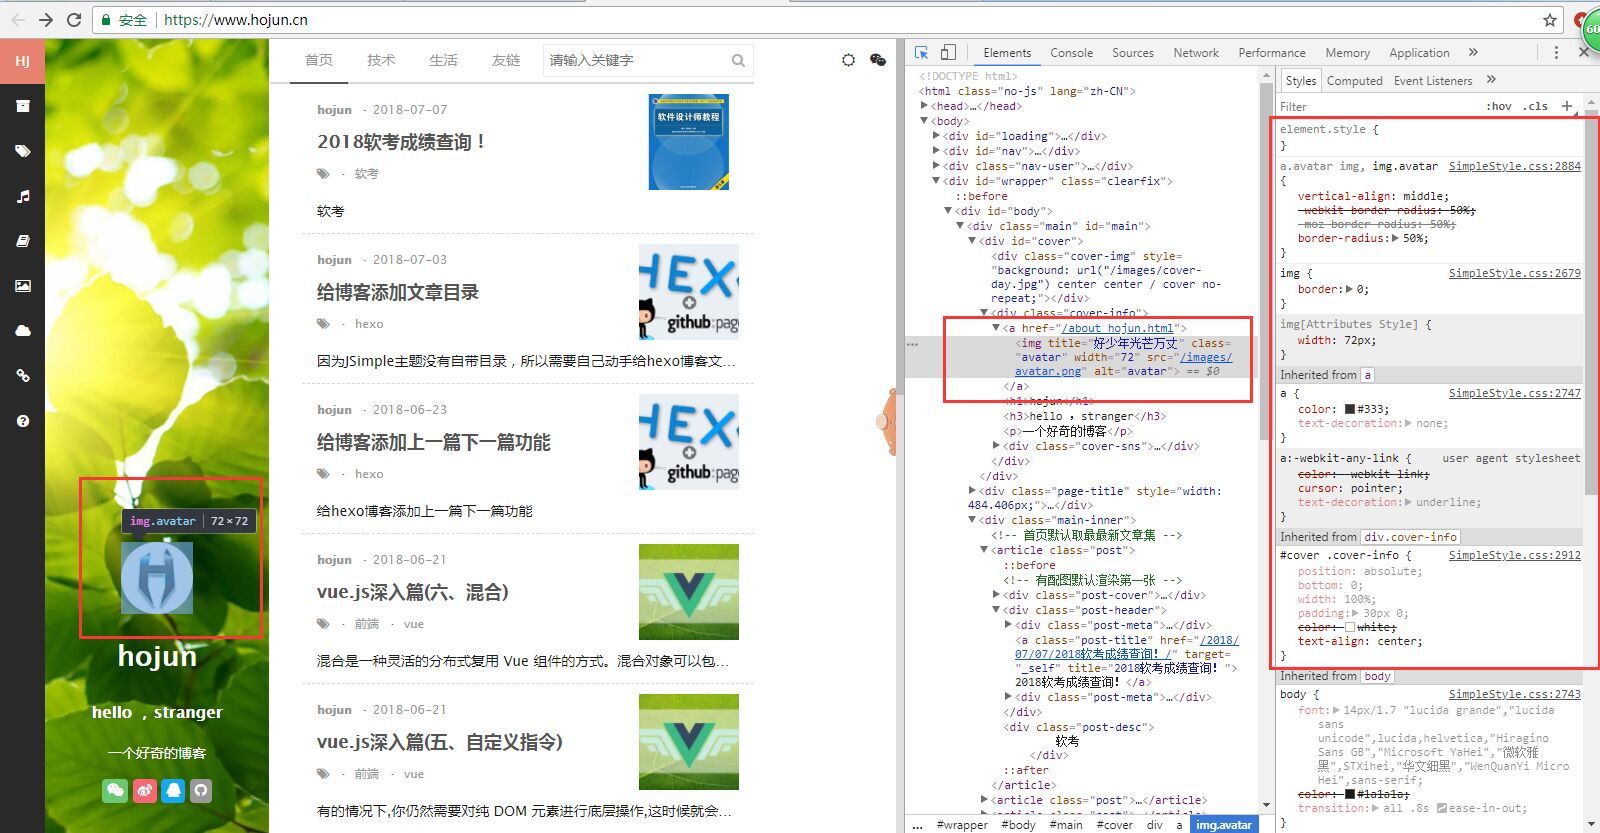 安全 https://www.hojun.cn
60
HJ
首页 技术 生活 友链 请输入关键字
hojun · 2018-07-07
2018软考成绩查询！
· 软考
软考
软件设计师教程
hojun · 2018-07-03
给博客添加文章目录
· hexo
因为JSimple主题没有自带目录，所以需要自己动手给hexo博客文...
HEX
github:page
hojun · 2018-06-23
给博客添加上一篇下一篇功能
· hexo
给hexo博客添加上一篇下一篇功能
HEX
github:page
hojun · 2018-06-21
vue.js深入篇(六、混合)
· 前端 · vue
混合是一种灵活的分布式复用 Vue 组件的方式。混合对象可以包...
hojun · 2018-06-21
vue.js深入篇(五、自定义指令)
· 前端 · vue
有的情况下,你仍然需要对纯 DOM 元素进行底层操作,这时候就会...
img.avatar | 72×72
hojun
hello ，stranger
一个好奇的博客
Elements Console Sources Network Performance Memory Application »
<!DOCTYPE html>
<html class="no-js" lang="zh-CN">
<head>…</head>
<body>
<div id="loading">…</div>
<div id="nav">…</div>
<div class="nav-user">…</div>
<div id="wrapper" class="clearfix">
::before
<div id="body">
<div class="main" id="main">
<div id="cover">
<div class="cover-img" style=
"background: url("/images/cover-
day.jpg") center center / cover no-
repeat;"></div>
<div class="cover-info">
<a href="/about_hojun.html">
<img title="好少年光芒万丈" class=
"avatar" width="72" src="/images/
avatar.png" alt="avatar"> == $0
</a>
<h1>hojun</h1>
<h3>hello ，stranger</h3>
<p>一个好奇的博客</p>
<div class="cover-sns">…</div>
</div>
</div>
<div class="page-title" style="width:
484.406px;">…</div>
<div class="main-inner">
<!-- 首页默认取最最新文章集 -->
<article class="post">
::before
<!-- 有配图默认渲染第一张 -->
<div class="post-cover">…</div>
<div class="post-header">
<div class="post-meta">…</div>
<a class="post-title" href="/2018/
07/07/2018软考成绩查询！/" target=
"_self" title="2018软考成绩查询！">
2018软考成绩查询！</a>
<div class="post-meta">…</div>
</div>
<div class="post-desc">
软考
</div>
::after
</article>
<article class="post">…</article>
<article class="post">…</article>
... #wrapper #body #main #cover div a img.avatar
Styles Computed Event Listeners »
Filter :hov .cls +
element.style {
}
a.avatar img, img.avatar SimpleStyle.css:2884
{
vertical-align: middle;
-webkit-border-radius: 50%;
-moz-border-radius: 50%;
border-radius: 50%;
}
img { SimpleStyle.css:2679
border: 0;
}
img[Attributes Style] {
width: 72px;
}
Inherited from a
a { SimpleStyle.css:2747
color: #333;
text-decoration: none;
}
a:-webkit-any-link { user agent stylesheet
color: -webkit-link;
cursor: pointer;
text-decoration: underline;
}
Inherited from div.cover-info
#cover .cover-info { SimpleStyle.css:2912
position: absolute;
bottom: 0;
width: 100%;
padding: 30px 0;
color: white;
text-align: center;
}
Inherited from body
body { SimpleStyle.css:2743
font: 14px/1.7 "lucida grande","lucida
sans
unicode",lucida,helvetica,"Hiragino
Sans GB","Microsoft YaHei","微软雅
黑",STXihei,"华文细黑","WenQuanYi Micro
Hei",sans-serif;
color: #1a1a1a;
transition: all .8s ease-in-out;
}